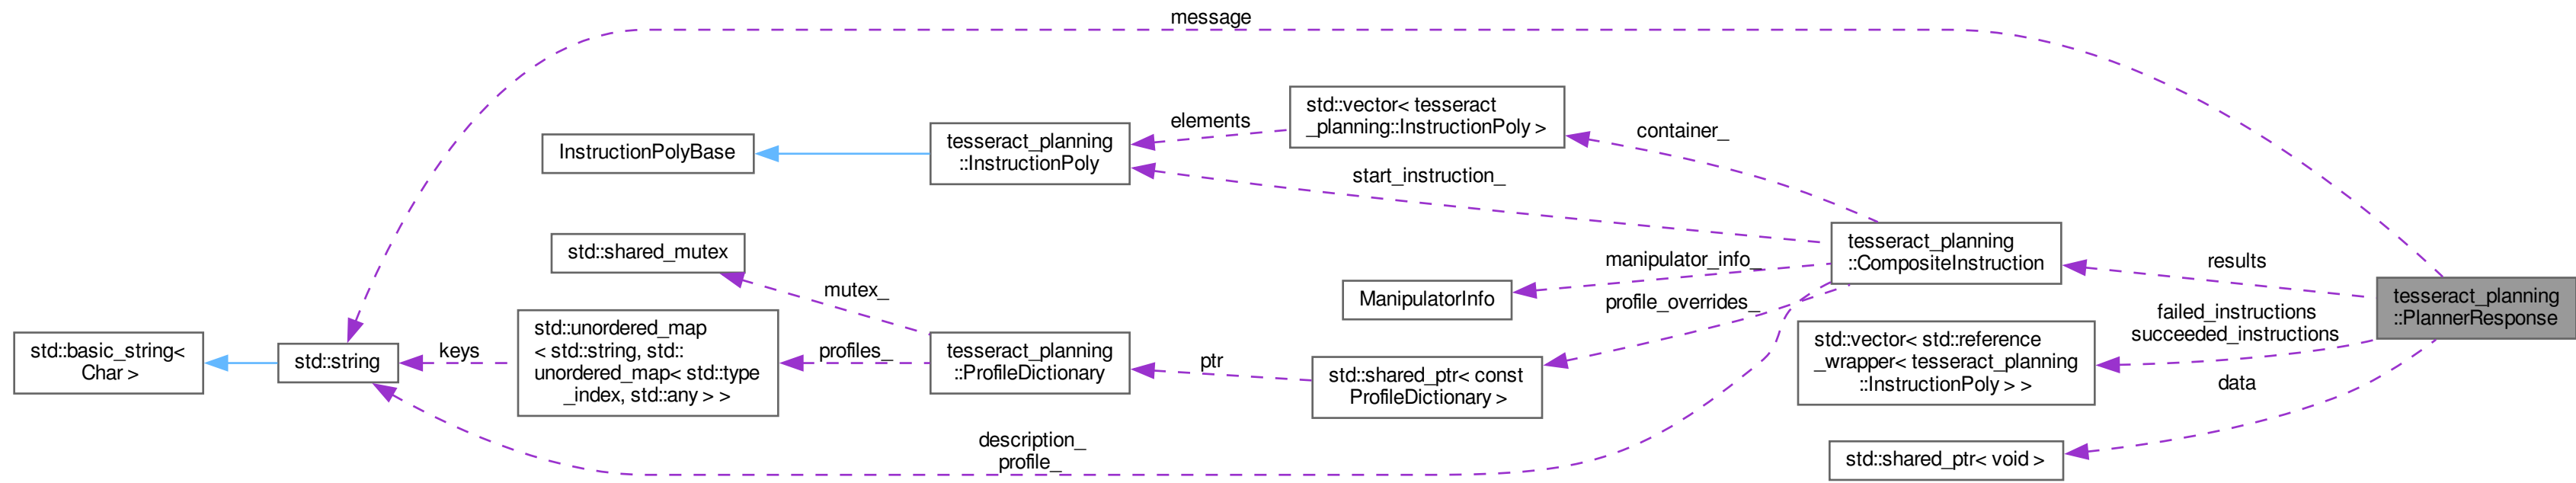 message
std::vector< tesseract
_planning::InstructionPoly >
elements
container_
InstructionPolyBase
tesseract_planning
::InstructionPoly
start_instruction_
std::shared_mutex
tesseract_planning
::CompositeInstruction
manipulator_info_
results
mutex_
ManipulatorInfo
profile_overrides_
tesseract_planning
::PlannerResponse
failed_instructions
succeeded_instructions
std::basic_string<
Char >
std::string
keys
std::unordered_map
< std::string, std::
unordered_map< std::type
_index, std::any > >
profiles_
tesseract_planning
::ProfileDictionary
ptr
std::shared_ptr< const
ProfileDictionary >
std::vector< std::reference
_wrapper< tesseract_planning
::InstructionPoly > >
data
description_
profile_
std::shared_ptr< void >